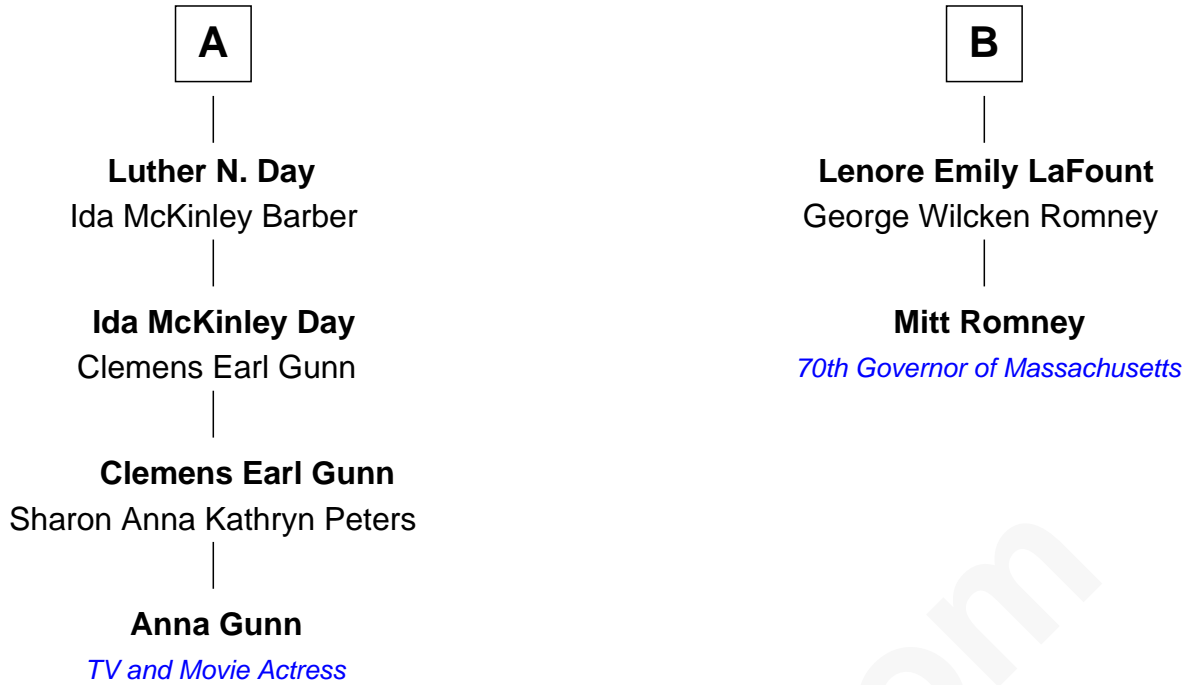 A
Luther N. Day
Ida McKinley Barber
Ida McKinley Day
Clemens Earl Gunn
Clemens Earl Gunn
Sharon Anna Kathryn Peters
Anna Gunn
TV and Movie Actress
B
Lenore Emily LaFount
George Wilcken Romney
Mitt Romney
70th Governor of Massachusetts
om